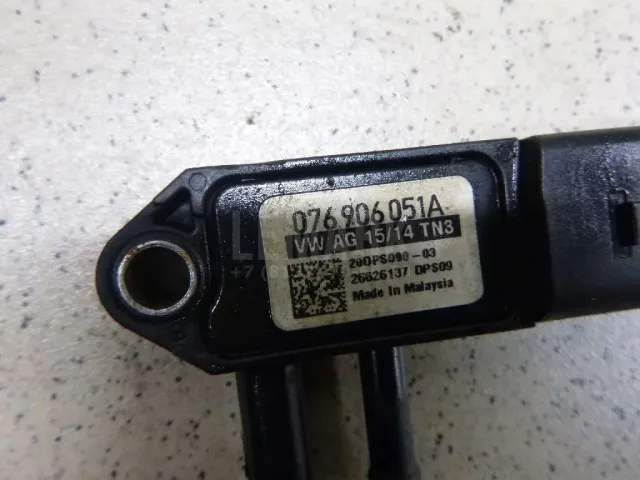 076906051A
VW AG 15/14 TN3
20DPS090-03
26626137 DPS09
Made In Malaysia